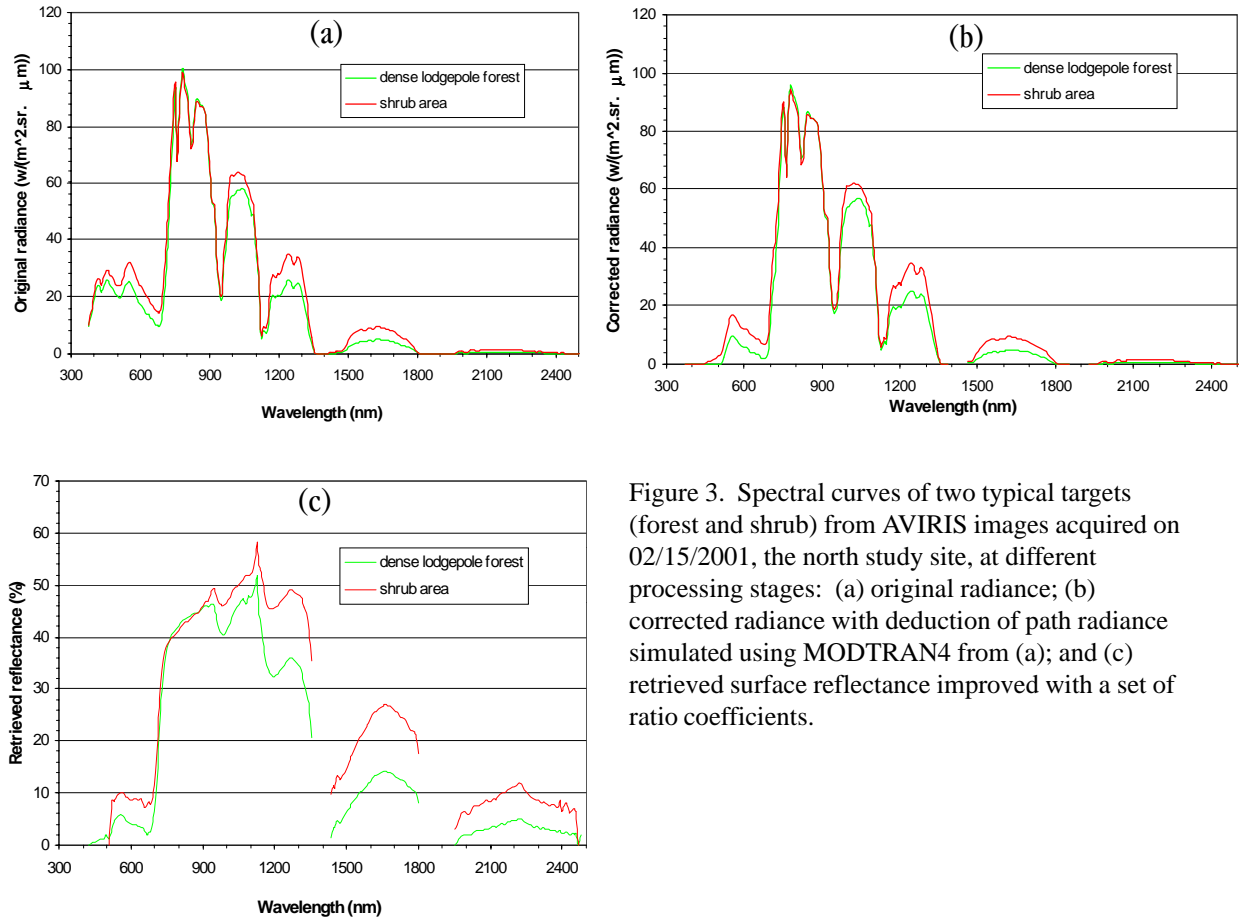 (a)
120
100
80
60
40
20
0
300 600 900 1200 1500 1800 2100 2400
Original radiance (w/(m^2.sr. μm))
Wavelength (nm)
dense lodgepole forest
shrub area
(b)
120
100
80
60
40
20
0
300 600 900 1200 1500 1800 2100 2400
Corrected radiance (w/(m^2.sr. μm))
Wavelength (nm)
dense lodgepole forest
shrub area
(c)
70
60
50
40
30
20
10
0
300 600 900 1200 1500 1800 2100 2400
Retrieved reflectance (%)
Wavelength (nm)
dense lodgepole forest
shrub area
Figure 3. Spectral curves of two typical targets
(forest and shrub) from AVIRIS images acquired on
02/15/2001, the north study site, at different
processing stages: (a) original radiance; (b)
corrected radiance with deduction of path radiance
simulated using MODTRAN4 from (a); and (c)
retrieved surface reflectance improved with a set of
ratio coefficients.